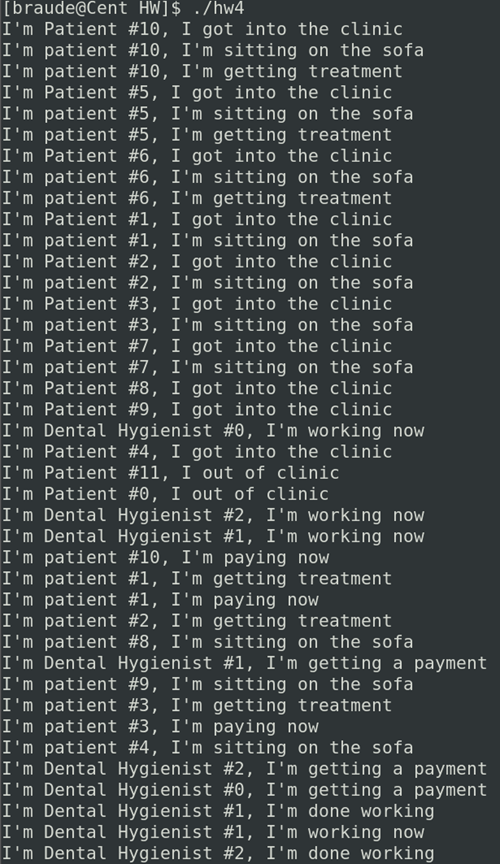 [braude@Cent HW]$ ./hw4
I'm Patient #10, I got into the clinic
I'm patient #10, I'm sitting on the sofa
I'm patient #10, I'm getting treatment
I'm Patient #5, I got into the clinic
I'm patient #5, I'm sitting on the sofa
I'm patient #5, I'm getting treatment
I'm Patient #6, I got into the clinic
I'm patient #6, I'm sitting on the sofa
I'm patient #6, I'm getting treatment
I'm Patient #1, I got into the clinic
I'm patient #1, I'm sitting on the sofa
I'm Patient #2, I got into the clinic
I'm patient #2, I'm sitting on the sofa
I'm Patient #3, I got into the clinic
I'm patient #3, I'm sitting on the sofa
I'm Patient #7, I got into the clinic
I'm patient #7, I'm sitting on the sofa
I'm Patient #8, I got into the clinic
I'm Patient #9, I got into the clinic
I'm Dental Hygienist #0, I'm working now
I'm Patient #4, I got into the clinic
I'm Patient #11, I out of clinic
I'm Patient #0, I out of clinic
I'm Dental Hygienist #2, I'm working now
I'm Dental Hygienist #1, I'm working now
I'm patient #10, I'm paying now
I'm patient #1, I'm getting treatment
I'm patient #1, I'm paying now
I'm patient #2, I'm getting treatment
I'm patient #8, I'm sitting on the sofa
I'm Dental Hygienist #1, I'm getting a payment
I'm patient #9, I'm sitting on the sofa
I'm patient #3, I'm getting treatment
I'm patient #3, I'm paying now
I'm patient #4, I'm sitting on the sofa
I'm Dental Hygienist #2, I'm getting a payment
I'm Dental Hygienist #0, I'm getting a payment
I'm Dental Hygienist #1, I'm done working
I'm Dental Hygienist #1, I'm working now
I'm Dental Hygienist #2, I'm done working